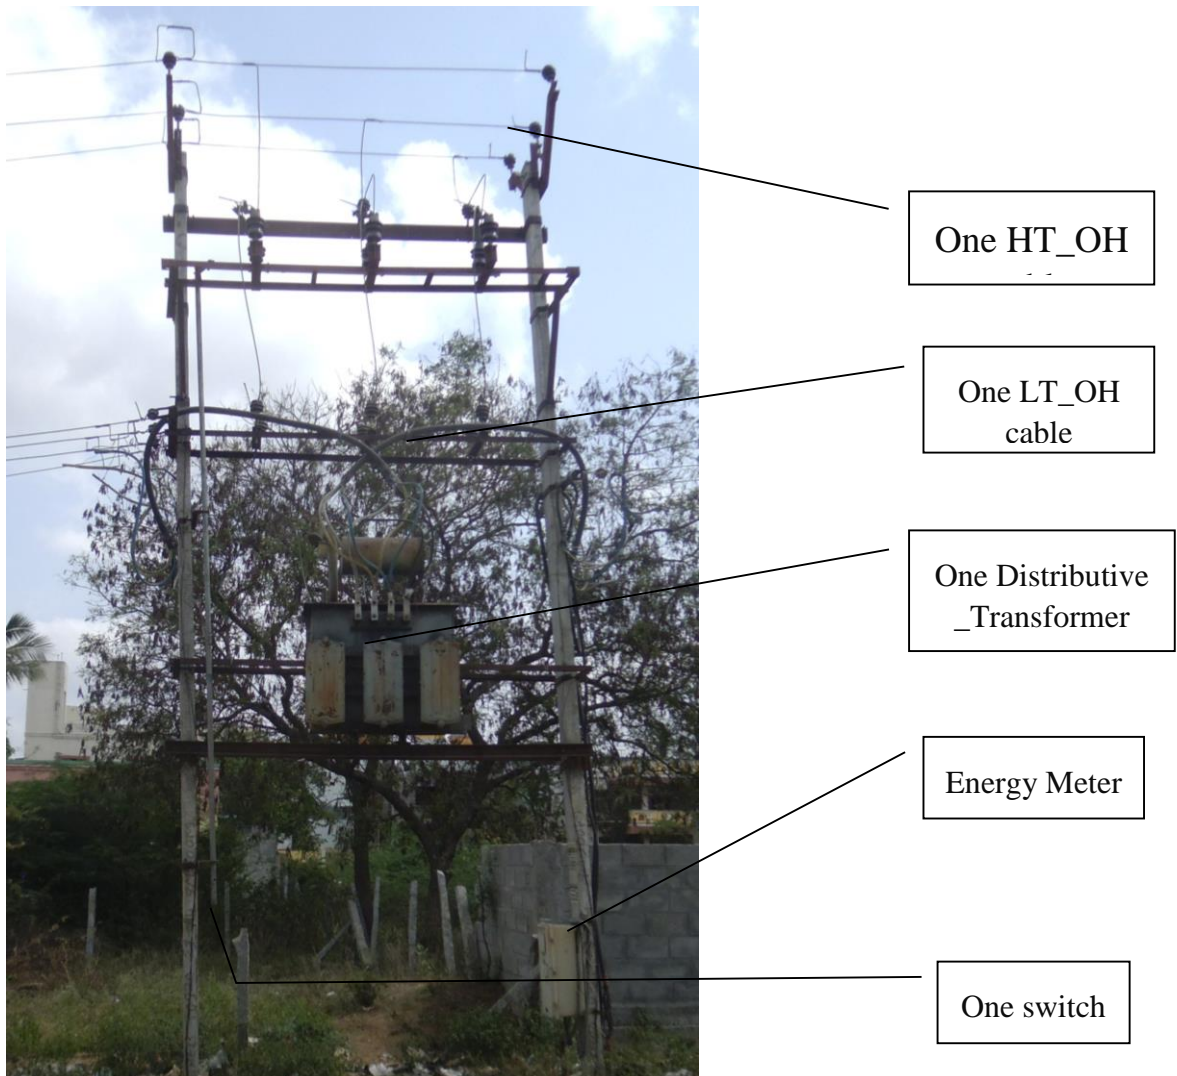 One HT_OH
One LT_OH
cable
One Distributive
_Transformer
Energy Meter
One switch